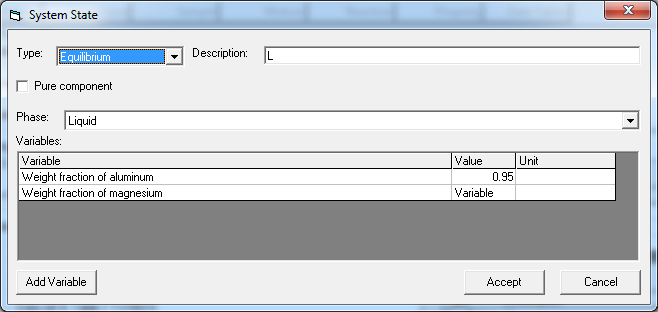 System State
Type: Equilibrium Description: L
Pure component
Phase: Liquid
Variables:
Variable Value Unit
Weight fraction of aluminum 0.95
Weight fraction of magnesium Variable
Add Variable Accept Cancel